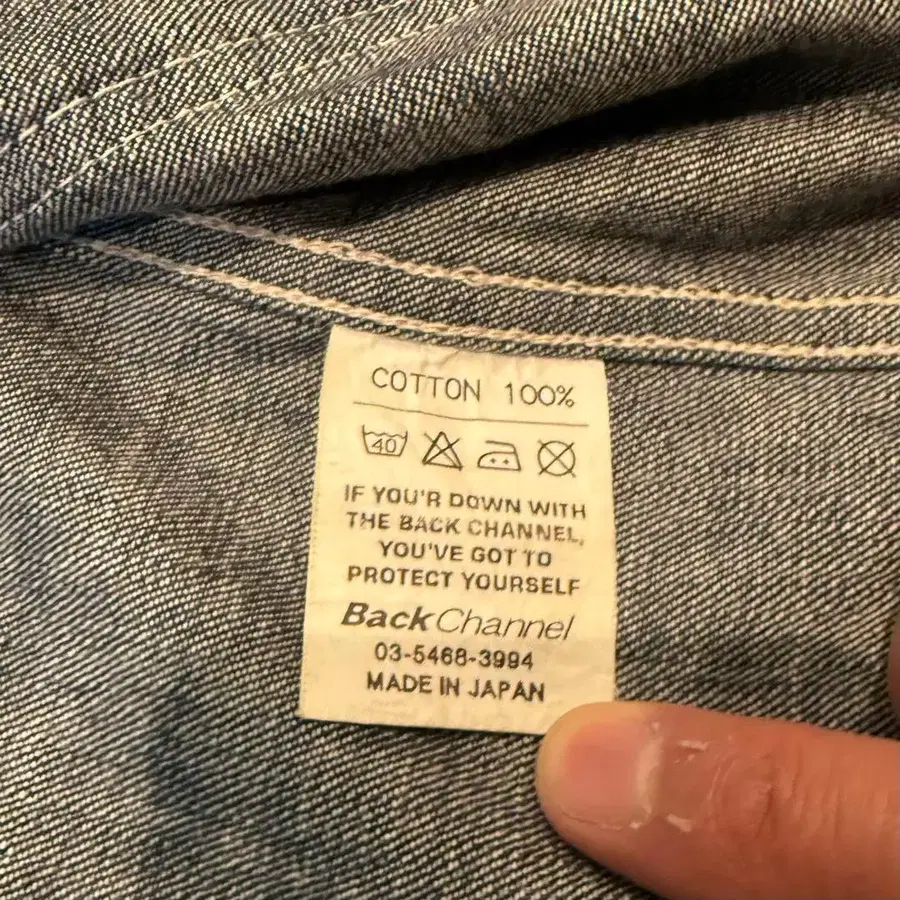 COTTON 100%
40
IF YOU'R DOWN WITH
THE BACK CHANNEL,
YOU'VE GOT TO
PROTECT YOURSELF
BackChannel
03-5468-3994
MADE IN JAPAN